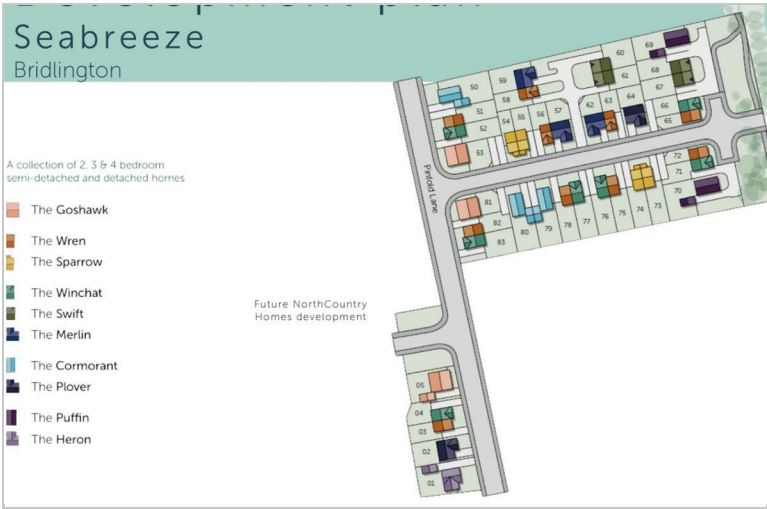 Development plan
Seabreeze
Bridlington
A collection of 2, 3 & 4 bedroom
semi-detached and detached homes
The Goshawk
The Wren
The Sparrow
The Winchat
The Swift
The Merlin
The Cormorant
The Plover
The Puffin
The Heron
Future NorthCountry
Homes development
Pinfold Lane
50
51
52
53
54
55
56
57
58
59
60
61
62
63
64
65
66
67
68
69
70
71
72
73
74
75
76
77
78
79
80
81
82
83
05
04
03
02
01